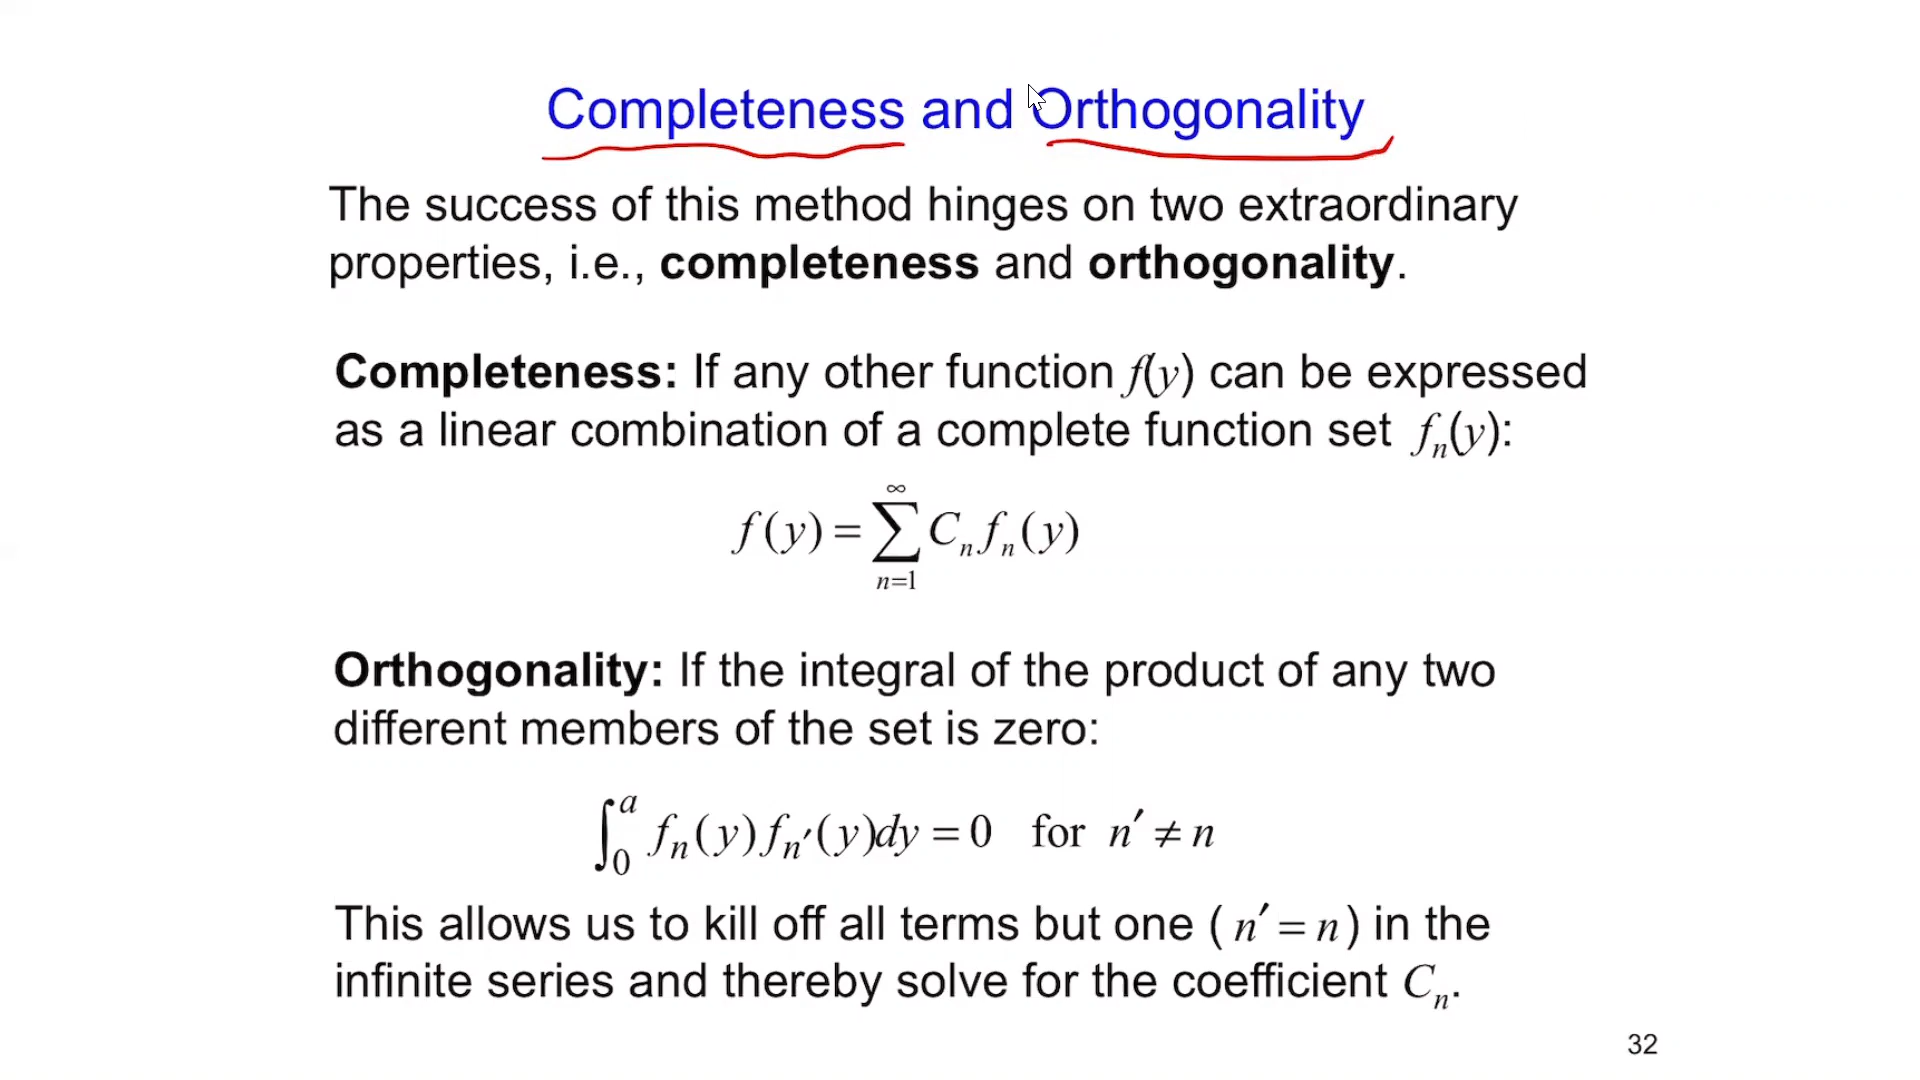 Completeness and Orthogonality
The success of this method hinges on two extraordinary
properties, i.e., completeness and orthogonality.
Completeness: If any other function f(y) can be expressed
as a linear combination of a complete function set fₙ(y):
f(y) = ∑_{n=1}^{∞} Cₙ fₙ(y)
Orthogonality: If the integral of the product of any two
different members of the set is zero:
∫₀ᵃ fₙ(y) fₙ′(y)dy = 0 for n′ ≠ n
This allows us to kill off all terms but one ( n′ = n ) in the
infinite series and thereby solve for the coefficient Cₙ.
32